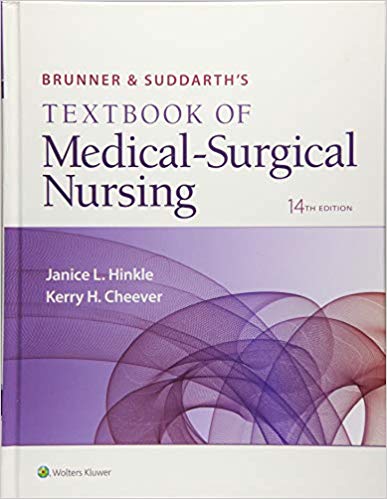 BRUNNER & SUDDARTH'S
TEXTBOOK OF
Medical-Surgical
Nursing
14TH EDITION
Janice L. Hinkle
Kerry H. Cheever
Wolters Kluwer